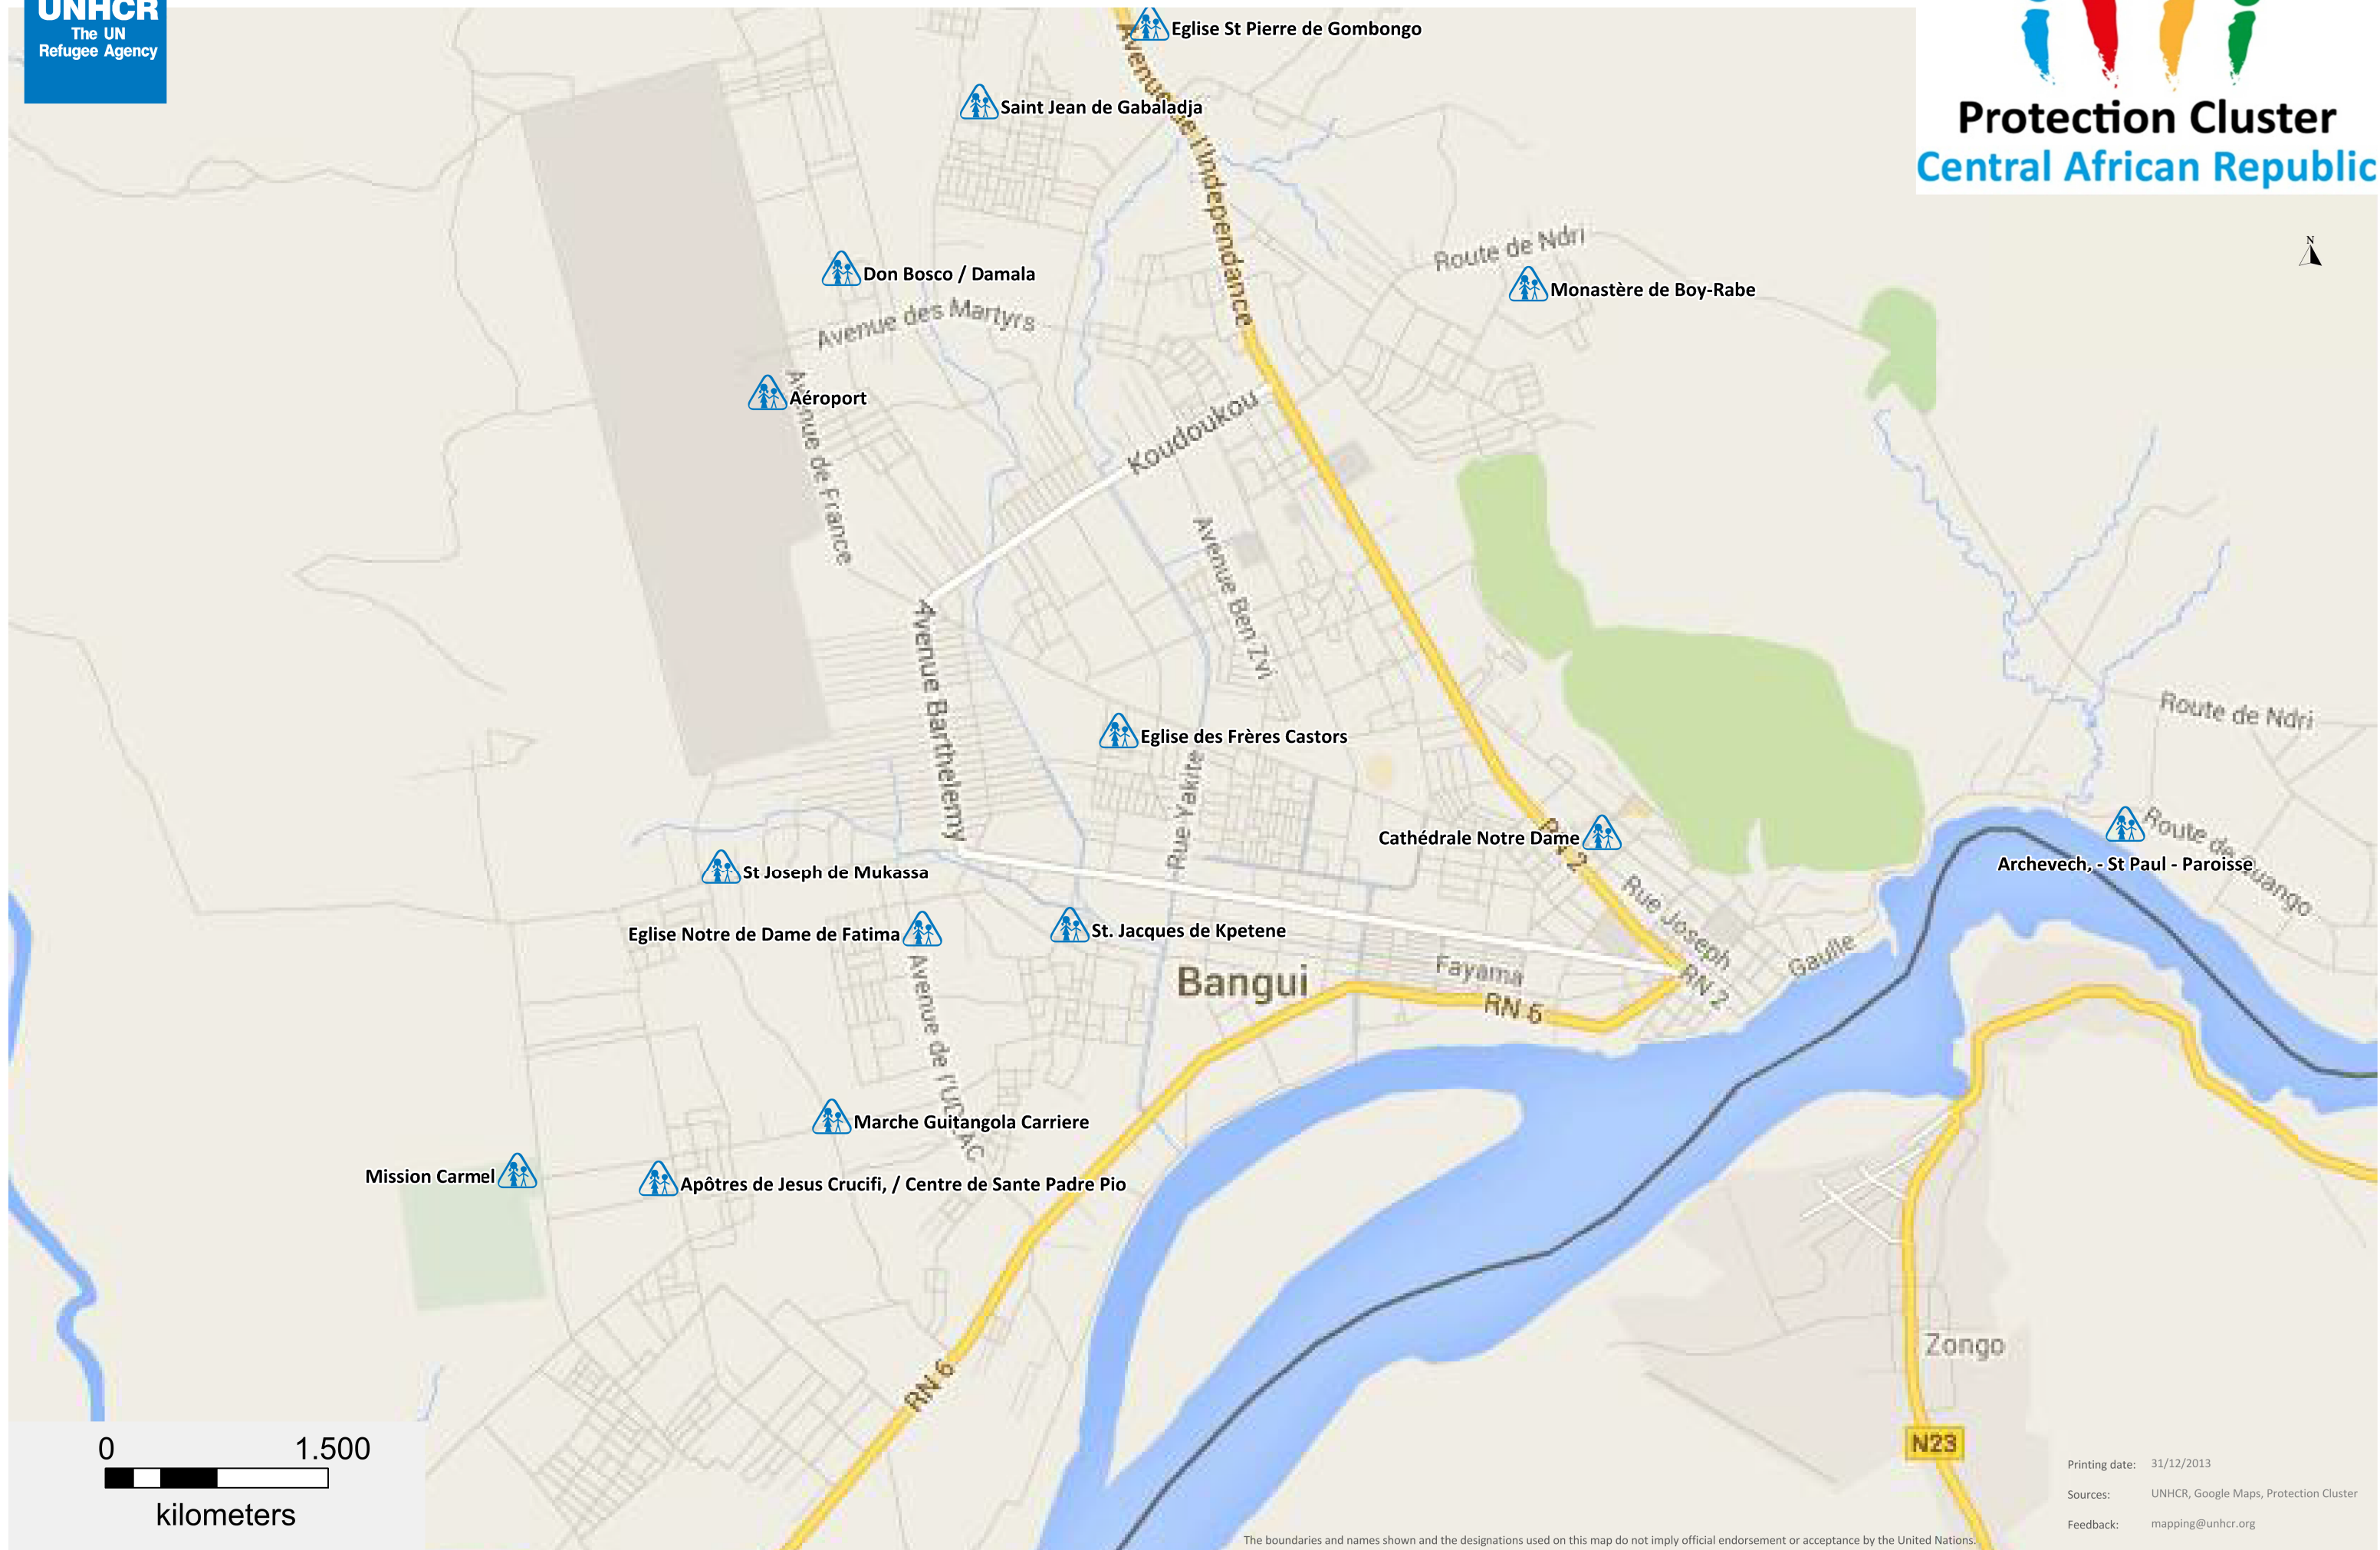 UNHCR
The UN
Refugee Agency
Eglise St Pierre de Gombongo
Avenue de l'Independance
Saint Jean de Gabaladja
Protection Cluster
Central African Republic
N
Route de Ndri
Don Bosco / Damala
Monastère de Boy-Rabe
Avenue des Martyrs
Aéroport
Avenue de France
Koudoukou
Avenue Ben Zvi
Avenue Barthelemy
Route de Ndri
Eglise des Frères Castors
Rue Yakite
Cathédrale Notre Dame
RN 2
Route de Ouango
Archevech, - St Paul - Paroisse
St Joseph de Mukassa
Rue Joseph
Eglise Notre de Dame de Fatima
St. Jacques de Kpetene
Gaulle
Fayama
Bangui
RN 2
RN 6
Avenue de l'UDEAC
Marche Guitangola Carriere
Mission Carmel
Apôtres de Jesus Crucifi, / Centre de Sante Padre Pio
Zongo
RN 6
N23
0 1.500
kilometers
Printing date: 31/12/2013
Sources: UNHCR, Google Maps, Protection Cluster
Feedback: mapping@unhcr.org
The boundaries and names shown and the designations used on this map do not imply official endorsement or acceptance by the United Nations.